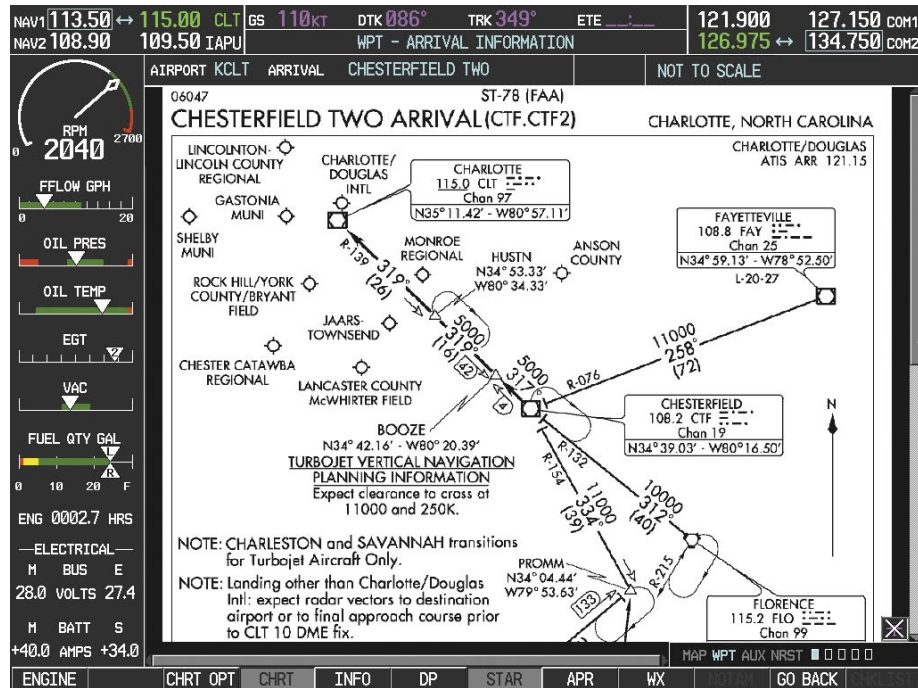 NAV1 113.50 ↔ 115.00 CLT
NAV2 108.90 109.50 IAPU
GS 110KT DTK 086° TRK 349° ETE __:__
WPT - ARRIVAL INFORMATION
121.900 127.150 COM1
126.975 ↔ 134.750 COM2
AIRPORT KCLT ARRIVAL CHESTERFIELD TWO NOT TO SCALE
RPM
0 2040 2700
FFLOW GPH
0 20
OIL PRES
OIL TEMP
EGT
2
VAC
FUEL QTY GAL
L
R
0 10 20 F
ENG 0002.7 HRS
ELECTRICAL
M BUS E
28.0 VOLTS 27.4
M BATT S
+40.0 AMPS +34.0
06047
ST-78 (FAA)
CHESTERFIELD TWO ARRIVAL (CTF.CTF2)
CHARLOTTE, NORTH CAROLINA
CHARLOTTE/DOUGLAS
ATIS ARR 121.15
LINCOLNTON-
LINCOLN COUNTY
REGIONAL
CHARLOTTE/
DOUGLAS
INTL
CHARLOTTE
115.0 CLT
Chan 97
N35°11.42' - W80°57.11'
GASTONIA
MUNI
SHELBY
MUNI
FAYETTEVILLE
108.8 FAY
Chan 25
N34°59.13' - W78°52.50'
L-20-27
R-139
319°
(26)
MONROE
REGIONAL
HUSTN
N34°53.33'
W80°34.33'
ANSON
COUNTY
ROCK HILL/YORK
COUNTY/BRYANT
FIELD
JAARS-
TOWNSEND
5000
319°
(16)
42
CHESTER CATAWBA
REGIONAL
LANCASTER COUNTY
McWHIRTER FIELD
5000
317°
4
R-076
11000
258°
(72)
CHESTERFIELD
108.2 CTF
Chan 19
N34°39.03' - W80°16.50'
N
BOOZE
N34°42.16' - W80°20.39'
TURBOJET VERTICAL NAVIGATION
PLANNING INFORMATION
Expect clearance to cross at
11000 and 250K.
R-132
R-154
11000
334°
(39)
10000
312°
(40)
NOTE: CHARLESTON and SAVANNAH transitions
for Turbojet Aircraft Only.
NOTE: Landing other than Charlotte/Douglas
Intl: expect radar vectors to destination
airport or to final approach course prior
to CLT 10 DME fix.
PROMM
N34°04.44'
W79°53.63'
133
R-215
FLORENCE
115.2 FLO
Chan 99
MAP WPT AUX NRST
ENGINE CHRT OPT CHRT INFO DP STAR APR WX NOTAM GO BACK CHKLIST